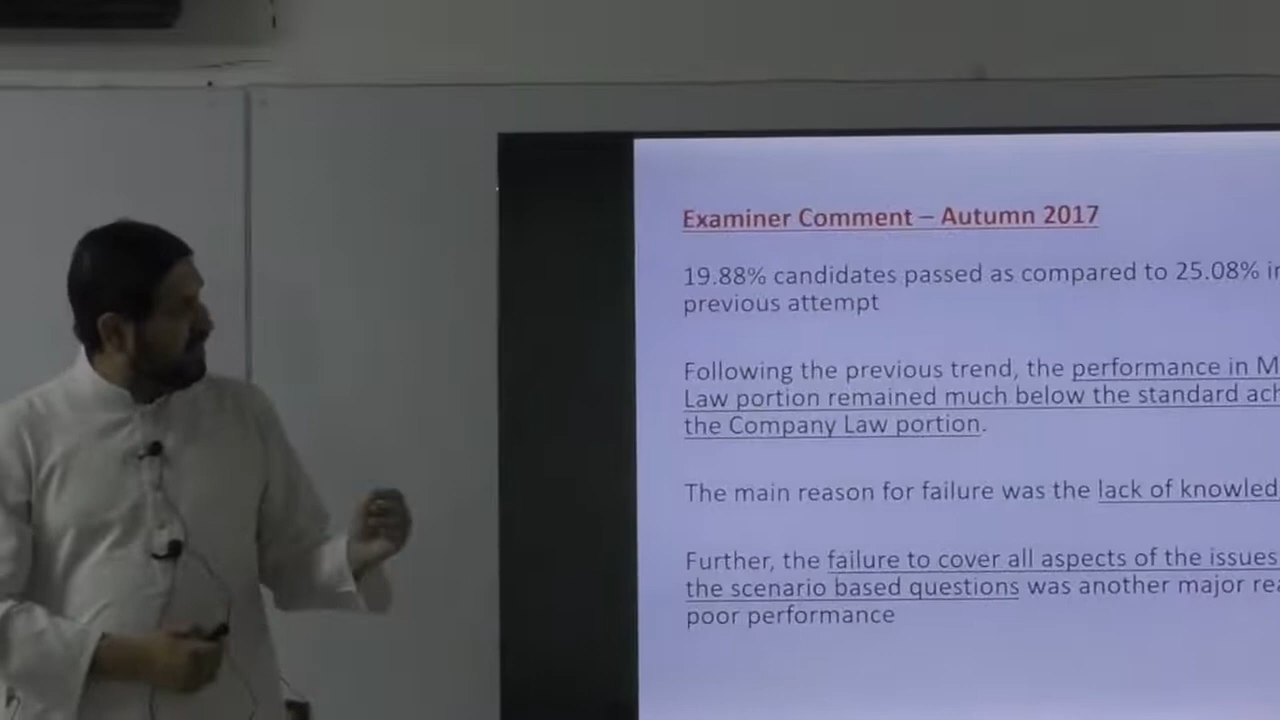 Examiner Comment – Autumn 2017
19.88% candidates passed as compared to 25.08%
previous attempt
Following the previous trend, the performance in
Law portion remained much below the standard
the Company Law portion.
The main reason for failure was the lack of
Further, the failure to cover all aspects of the issues
the scenario based questions was another major
poor performance